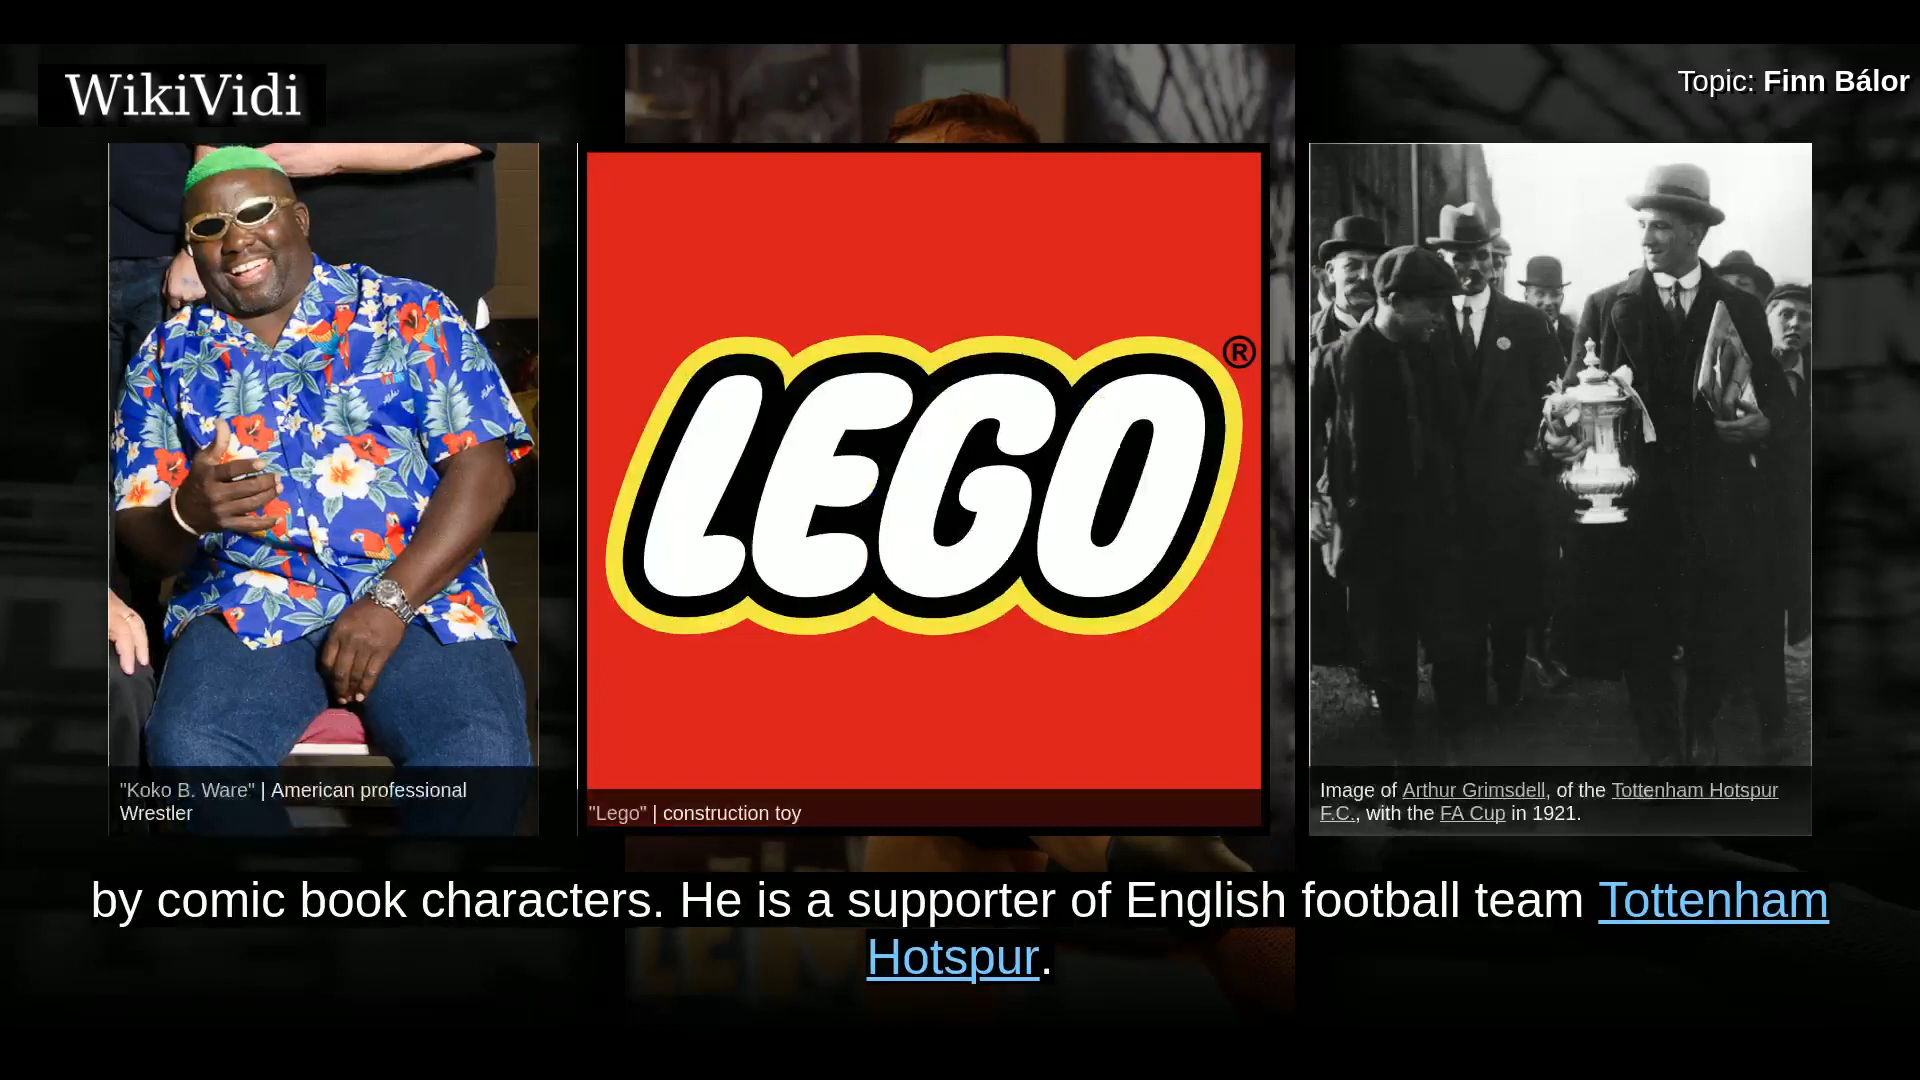 WikiVidi
Topic: Finn Bálor
LEGO®
"Koko B. Ware" | American professional
Wrestler
"Lego" | construction toy
Image of Arthur Grimsdell, of the Tottenham Hotspur
F.C., with the FA Cup in 1921.
by comic book characters. He is a supporter of English football team Tottenham
Hotspur.